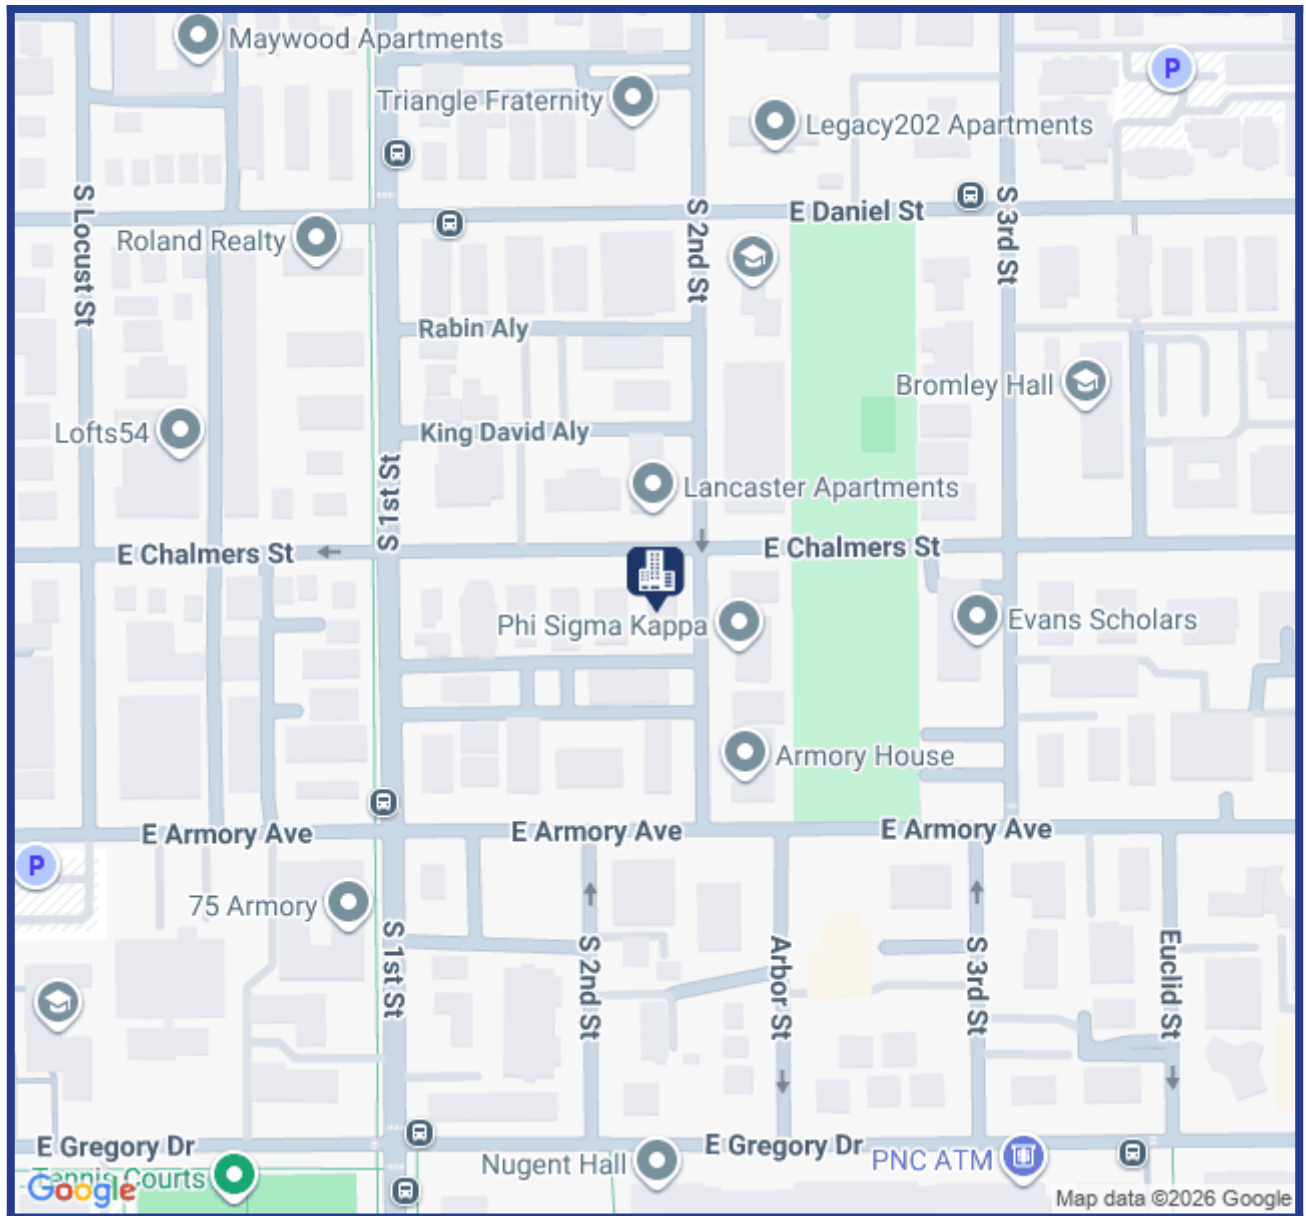 Maywood Apartments
Triangle Fraternity
P
Legacy202 Apartments
E Daniel St
S Locust St
S 2nd St
S 3rd St
Roland Realty
Rabin Aly
Bromley Hall
Lofts54
King David Aly
S 1st St
Lancaster Apartments
E Chalmers St
E Chalmers St
Phi Sigma Kappa
Evans Scholars
Armory House
E Armory Ave
E Armory Ave
E Armory Ave
P
75 Armory
S 1st St
S 2nd St
Arbor St
S 3rd St
Euclid St
E Gregory Dr
E Gregory Dr
Nugent Hall
PNC ATM
Tennis Courts
Google
Map data ©2026 Google